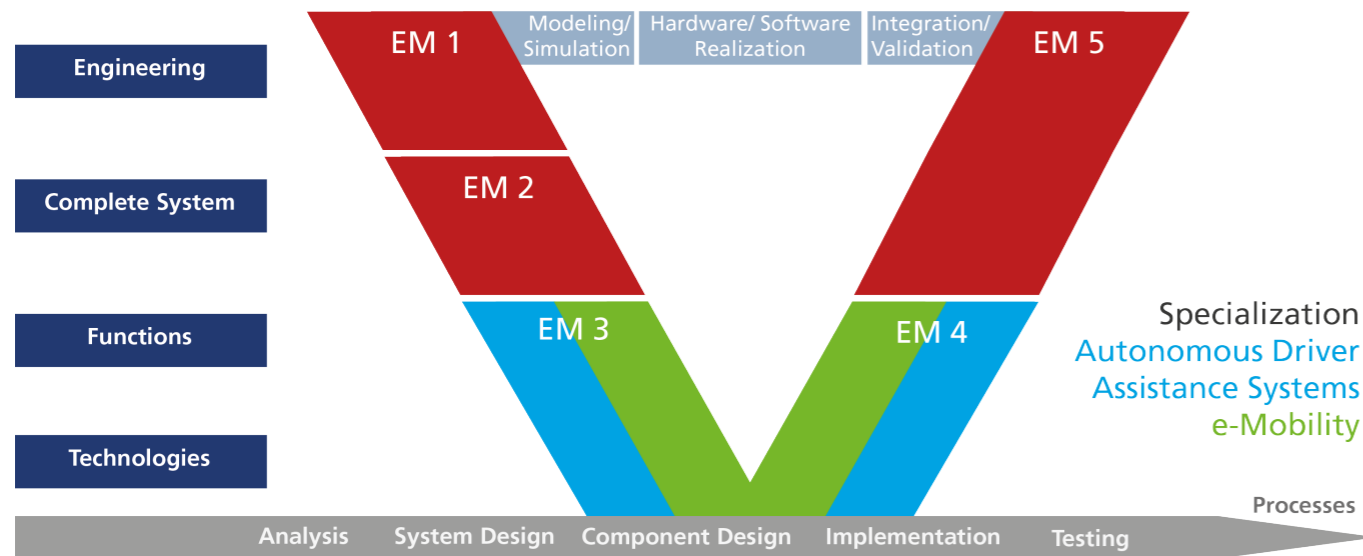 EM 1
Modeling/
Simulation
Hardware/ Software
Realization
Integration/
Validation
EM 5
Engineering
EM 2
Complete System
EM 3
EM 4
Functions
Specialization
Autonomous Driver
Assistance Systems
e-Mobility
Technologies
Processes
Analysis
System Design
Component Design
Implementation
Testing